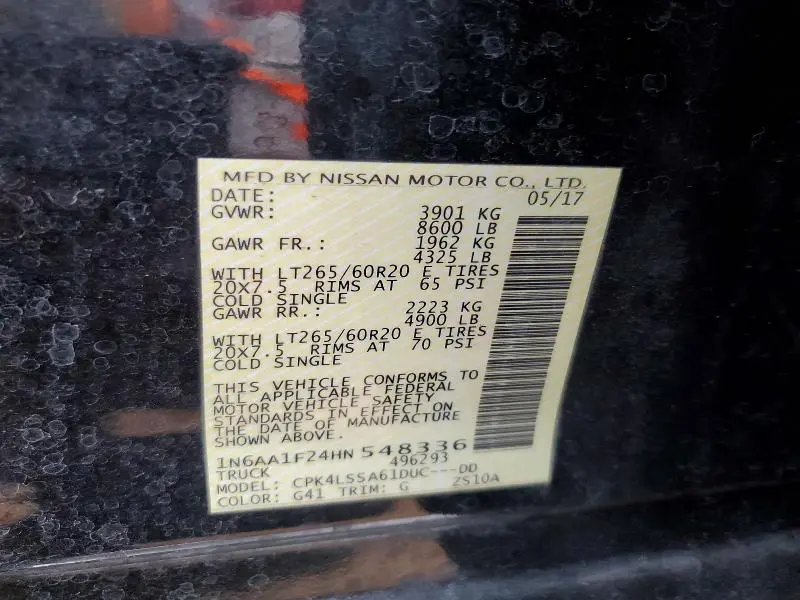 MFD BY NISSAN MOTOR CO., LTD.
DATE: 05/17
GVWR: 3901 KG
8600 LB
GAWR FR.: 1962 KG
4325 LB
WITH LT265/60R20 E TIRES
20X7.5 RIMS AT 65 PSI
COLD SINGLE
GAWR RR.: 2223 KG
4900 LB
WITH LT265/60R20 E TIRES
20X7.5 RIMS AT 70 PSI
COLD SINGLE
THIS VEHICLE CONFORMS TO
ALL APPLICABLE FEDERAL
MOTOR VEHICLE SAFETY
STANDARDS IN EFFECT ON
THE DATE OF MANUFACTURE
SHOWN ABOVE.
1N6AA1F24HN 548336
TRUCK 496293
MODEL: CPK4LSSA61DUC---DD
COLOR: G41 TRIM: G ZS10A